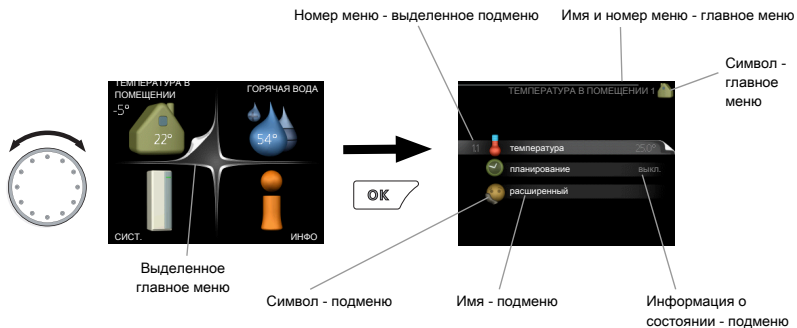 Номер меню - выделенное подменю
Имя и номер меню - главное меню
Символ -
главное
меню
ТЕМПЕРАТУРА В
ПОМЕЩЕНИИ
ГОРЯЧАЯ ВОДА
-5°
22°
54°
СИСТ.
ИНФО
OK
ТЕМПЕРАТУРА В ПОМЕЩЕНИИ 1
1.1
температура
25.0°
планирование
выкл.
расширенный
Выделенное
главное меню
Символ - подменю
Имя - подменю
Информация о
состоянии - подменю